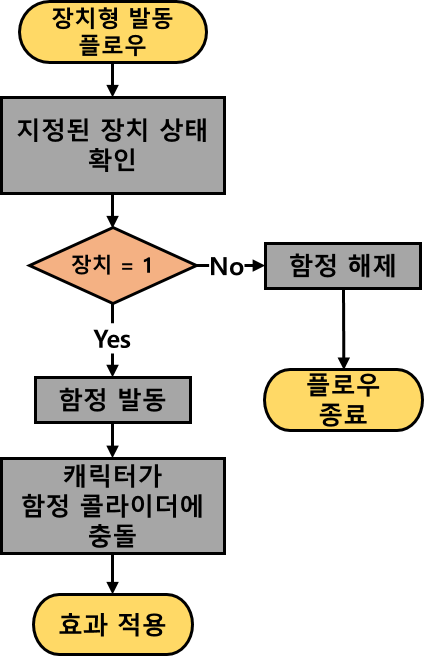 장치형 발동
플로우
지정된 장치 상태
확인
장치 = 1
No
함정 해제
Yes
플로우
종료
함정 발동
캐릭터가
함정 콜라이더에
충돌
효과 적용